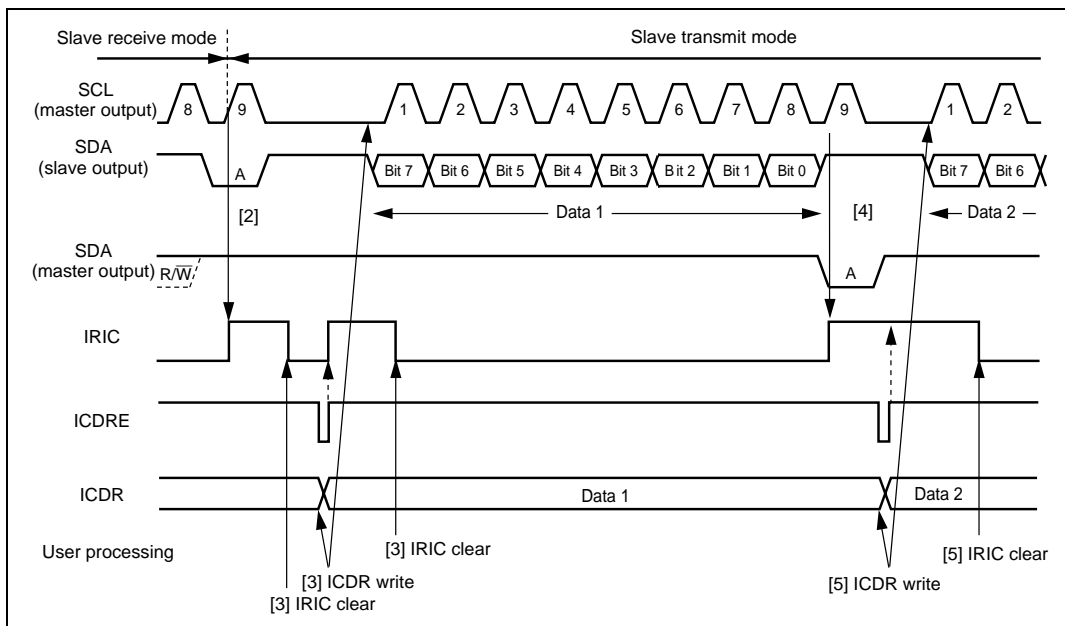 Slave receive mode
Slave transmit mode
SCL
(master output)
8
9
1
2
3
4
5
6
7
8
9
1
2
SDA
(slave output)
A
Bit 7
Bit 6
Bit 5
Bit 4
Bit 3
Bit 2
Bit 1
Bit 0
Bit 7
Bit 6
[2]
Data 1
[4]
Data 2
SDA
(master output)
R/W̅
A
IRIC
ICDRE
ICDR
Data 1
Data 2
User processing
[3] IRIC clear
[5] IRIC clear
[3] ICDR write
[5] ICDR write
[3] IRIC clear